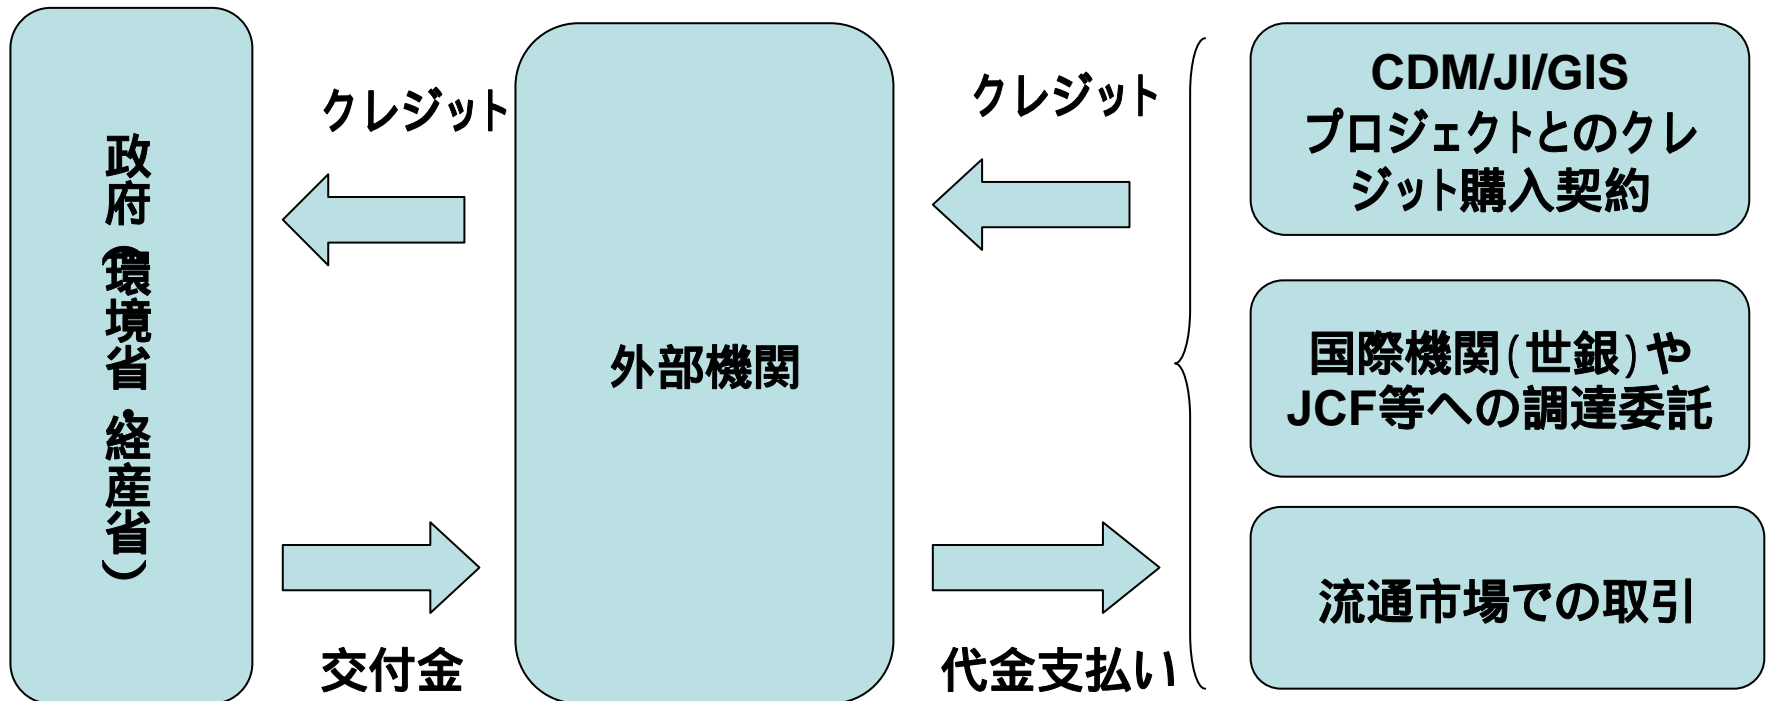 政府(環境省・経産省)
クレジット
交付金
外部機関
クレジット
代金支払い
CDM/JI/GIS
プロジェクトとのクレ
ジット購入契約
国際機関(世銀)や
JCF等への調達委託
流通市場での取引